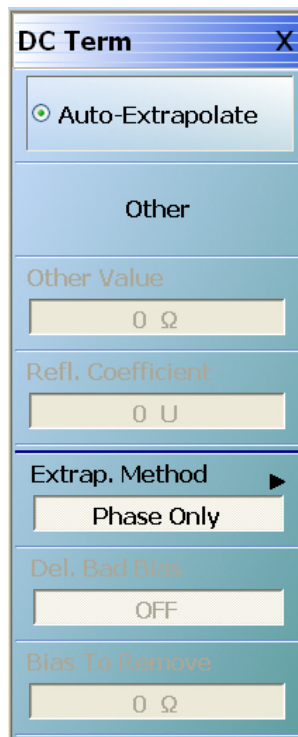 DC Term X
Auto-Extrapolate
Other
Other Value
0 Ω
Refl. Coefficient
0 U
Extrap. Method
Phase Only
Del. Bad Bias
OFF
Bias To Remove
0 Ω